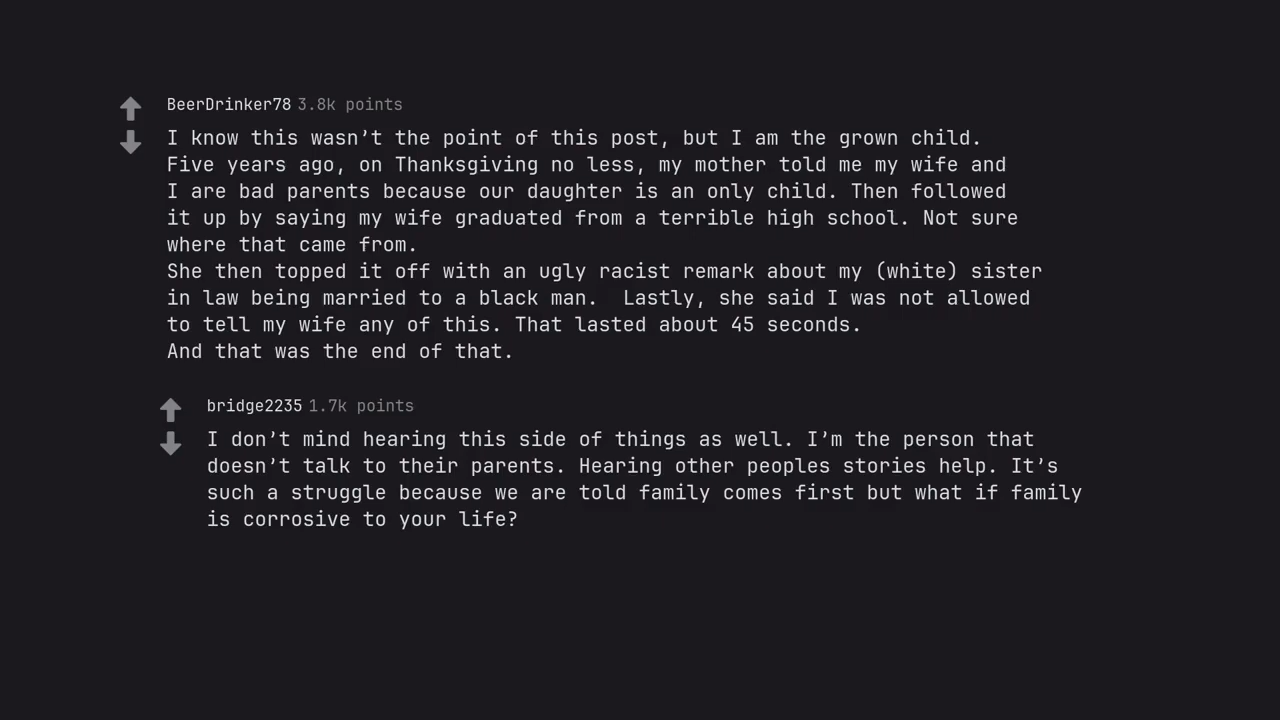 BeerDrinker78 3.8k points
I know this wasn’t the point of this post, but I am the grown child.
Five years ago, on Thanksgiving no less, my mother told me my wife and
I are bad parents because our daughter is an only child. Then followed
it up by saying my wife graduated from a terrible high school. Not sure
where that came from.
She then topped it off with an ugly racist remark about my (white) sister
in law being married to a black man.  Lastly, she said I was not allowed
to tell my wife any of this. That lasted about 45 seconds.
And that was the end of that.
bridge2235 1.7k points
I don’t mind hearing this side of things as well. I’m the person that
doesn’t talk to their parents. Hearing other peoples stories help. It’s
such a struggle because we are told family comes first but what if family
is corrosive to your life?